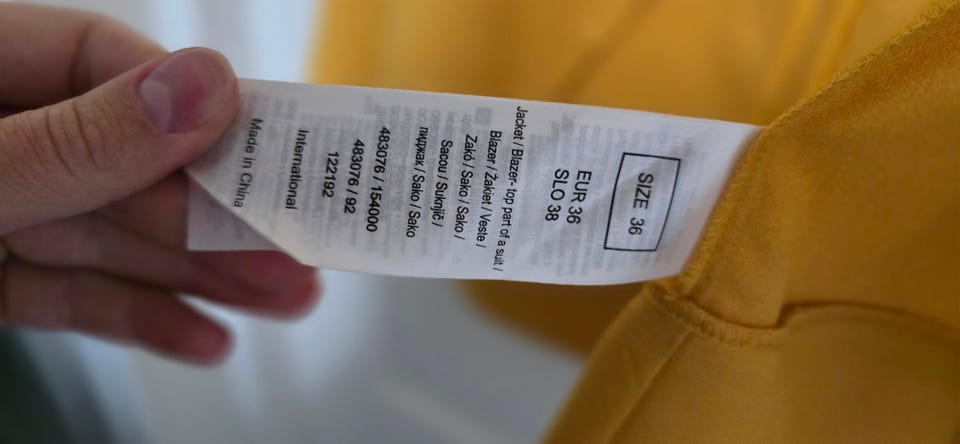 SIZE 36
EUR 36
SLO 38
Jacket / Blazer- top part of a suit /
Blazer / Žakiet / Veste /
Zakó / Sako / Sako /
Sacou / Suknjič /
пиджак / Sako / Sako
483076 / 154000
483076 / 92
122192
International
Made in China